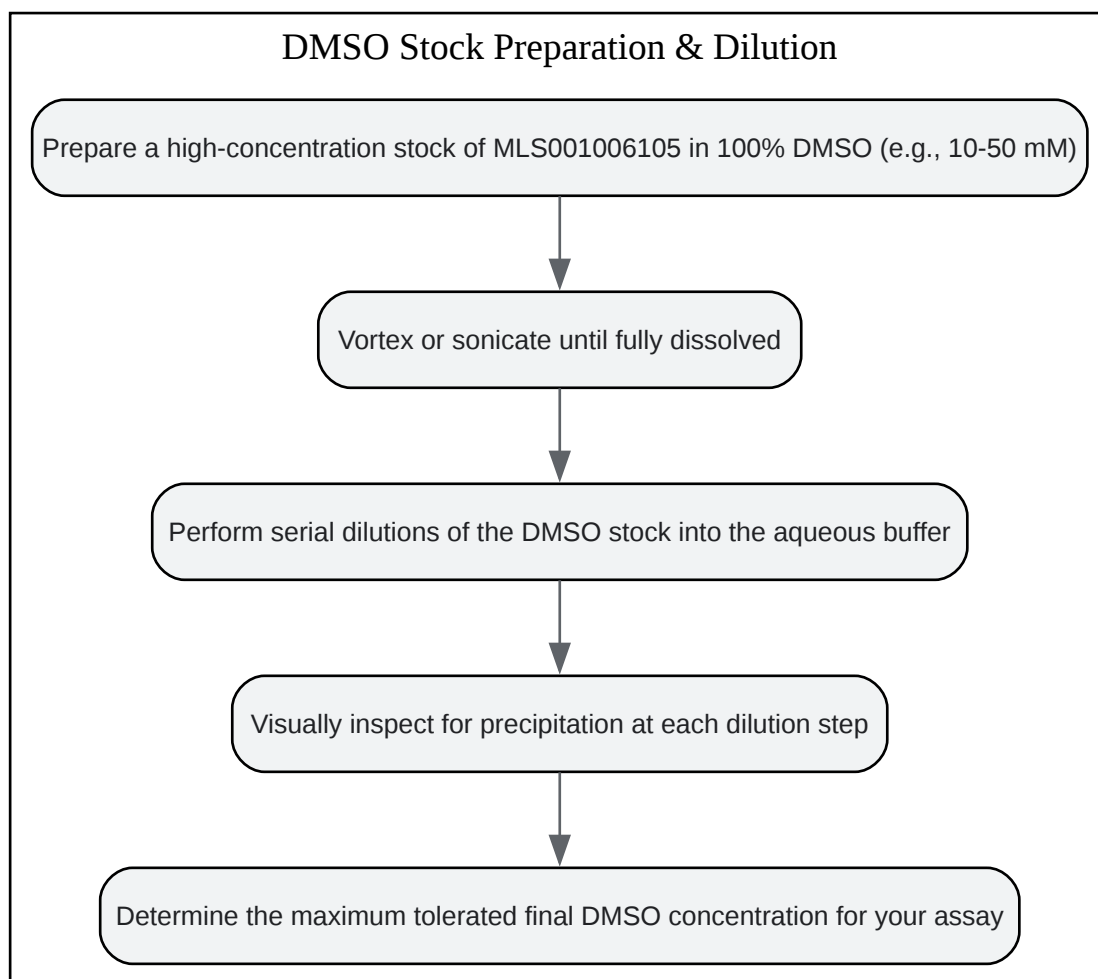 DMSO Stock Preparation & Dilution
Prepare a high-concentration stock of MLS001006105 in 100% DMSO (e.g., 10-50 mM)
Vortex or sonicate until fully dissolved
Perform serial dilutions of the DMSO stock into the aqueous buffer
Visually inspect for precipitation at each dilution step
Determine the maximum tolerated final DMSO concentration for your assay